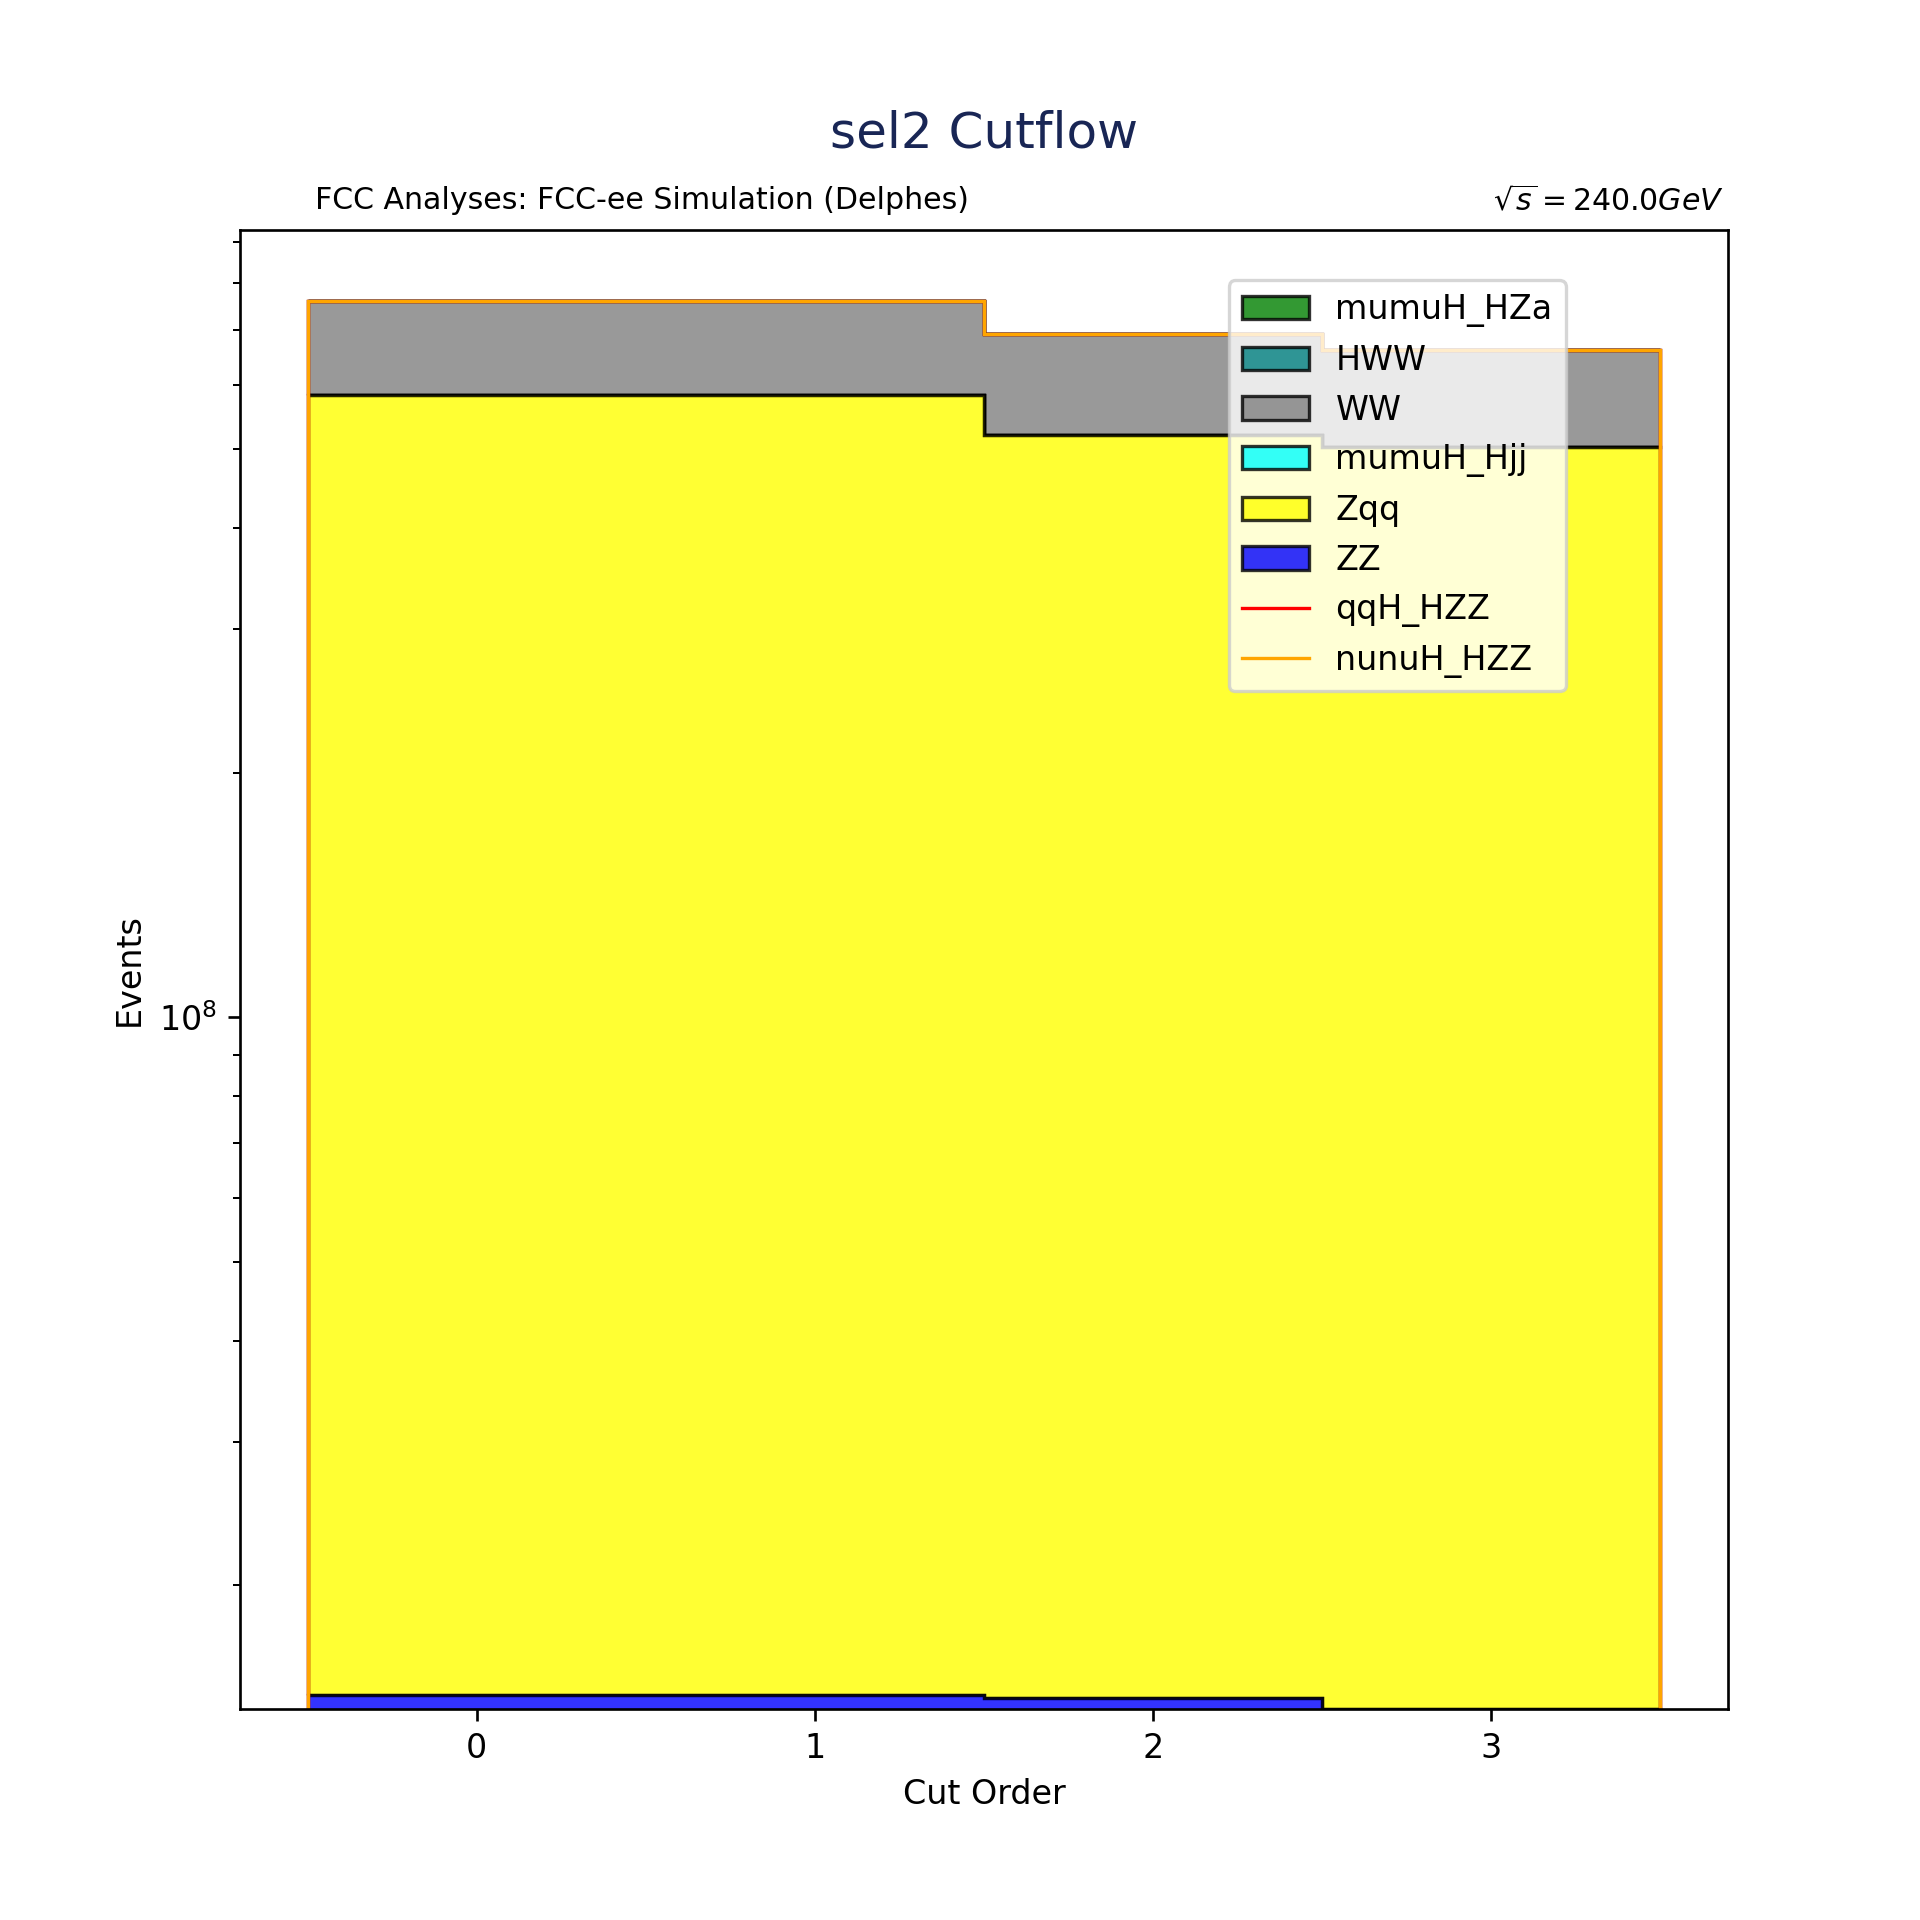 sel2 Cutflow
FCC Analyses: FCC-ee Simulation (Delphes)
√s = 240.0GeV
mumuH_HZa
HWW
WW
mumuH_Hjj
Zqq
ZZ
qqH_HZZ
nunuH_HZZ
Events
10⁸
0 1 2 3
Cut Order